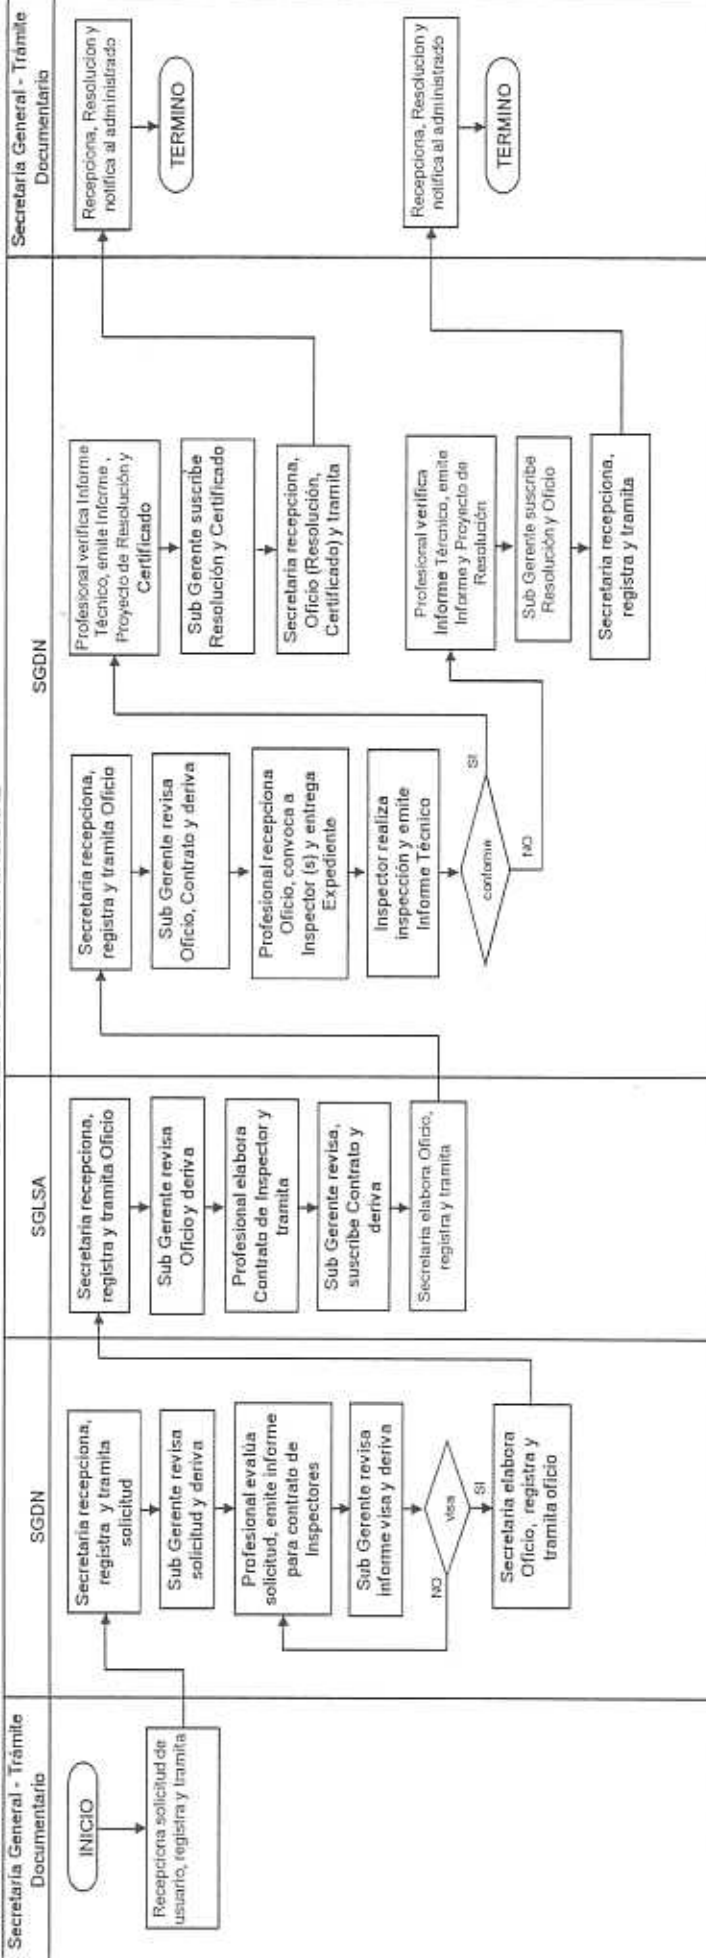 Secretaría General - Trámite
Documentario
SGDN
SGLSA
SGDN
Secretaría General - Trámite
Documentario
INICIO
Recepciona solicitud de
usuario, registra y tramita
Secretaria recepciona,
registra y tramita
solicitud
Sub Gerente revisa
solicitud y deriva
Profesional evalúa
solicitud, emite informe
para contrato de
Inspectores
Sub Gerente revisa
informe visa y deriva
visa
NO
SI
Secretaria elabora
Oficio, registra y
tramita oficio
Secretaria recepciona,
registra y tramita Oficio
Sub Gerente revisa
Oficio y deriva
Profesional elabora
Contrato de Inspector y
tramita
Sub Gerente revisa,
suscribe Contrato y
deriva
Secretaria elabora Oficio,
registra y tramita
Secretaria recepciona,
registra y tramita Oficio
Sub Gerente revisa
Oficio, Contrato y deriva
Profesional recepciona
Oficio, convoca a
Inspector (s) y entrega
Expediente
Inspector realiza
inspección y emite
Informe Técnico
conforme
SI
NO
Profesional verifica Informe
Técnico, emite Informe ,
Proyecto de Resolución y
Certificado
Sub Gerente suscribe
Resolución y Certificado
Secretaria recepciona,
Oficio (Resolución,
Certificado) y tramita
Profesional verifica
Informe Técnico, emite
Informe y Proyecto de
Resolución
Sub Gerente suscribe
Resolución y Oficio
Secretaria recepciona,
registra y tramita
Recepciona, Resolucion y
notifica al administrado
TERMINO
Recepciona, Resolucion y
notifica al administrado
TERMINO